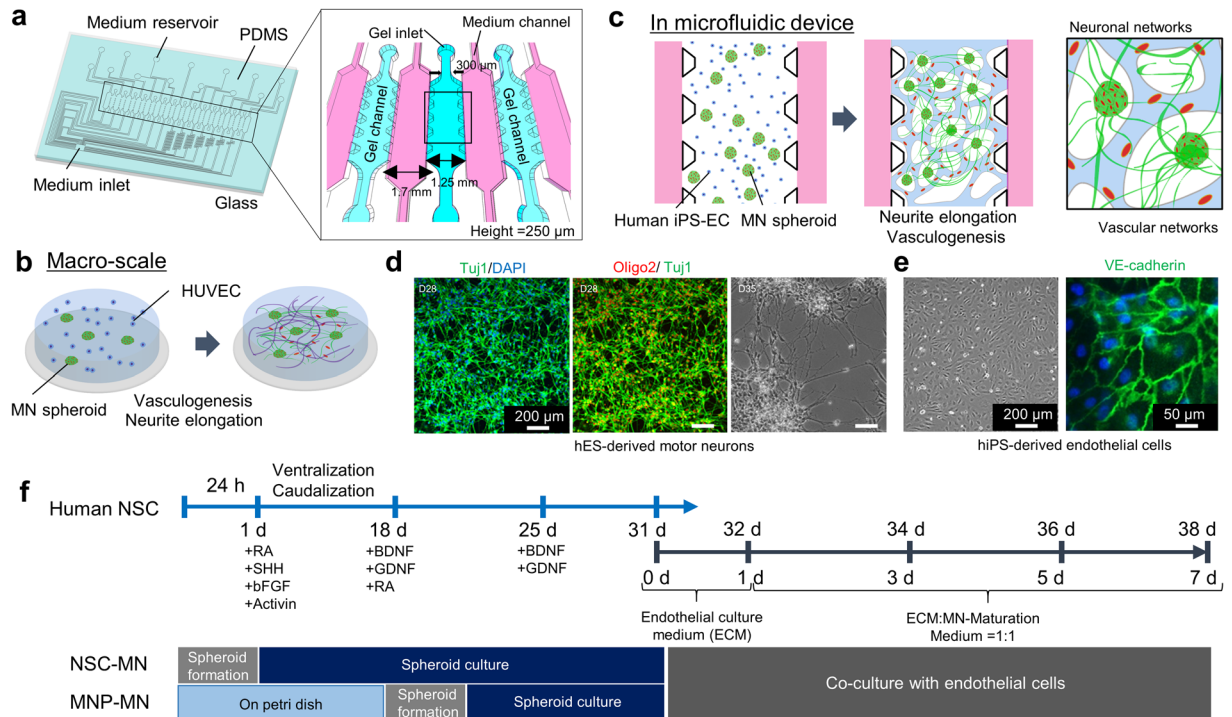 a
Medium reservoir
PDMS
Medium inlet
Glass
Gel inlet
Medium channel
300 µm
Gel channel
Gel channel
1.7 mm
1.25 mm
Height =250 µm
b
Macro-scale
HUVEC
MN spheroid
Vasculogenesis
Neurite elongation
c
In microfluidic device
Human iPS-EC
MN spheroid
Neurite elongation
Vasculogenesis
Neuronal networks
Vascular networks
d
Tuj1/DAPI
D28
200 µm
Oligo2/ Tuj1
D28
D35
hES-derived motor neurons
e
VE-cadherin
200 µm
50 µm
hiPS-derived endothelial cells
f
Human NSC
24 h
Ventralization
Caudalization
1 d
18 d
25 d
31 d
32 d
34 d
36 d
38 d
+RA
+SHH
+bFGF
+Activin
+BDNF
+GDNF
+RA
+BDNF
+GDNF
0 d
1 d
3 d
5 d
7 d
Endothelial culture
medium (ECM)
ECM:MN-Maturation
Medium =1:1
NSC-MN
Spheroid
formation
Spheroid culture
MNP-MN
On petri dish
Spheroid
formation
Spheroid culture
Co-culture with endothelial cells